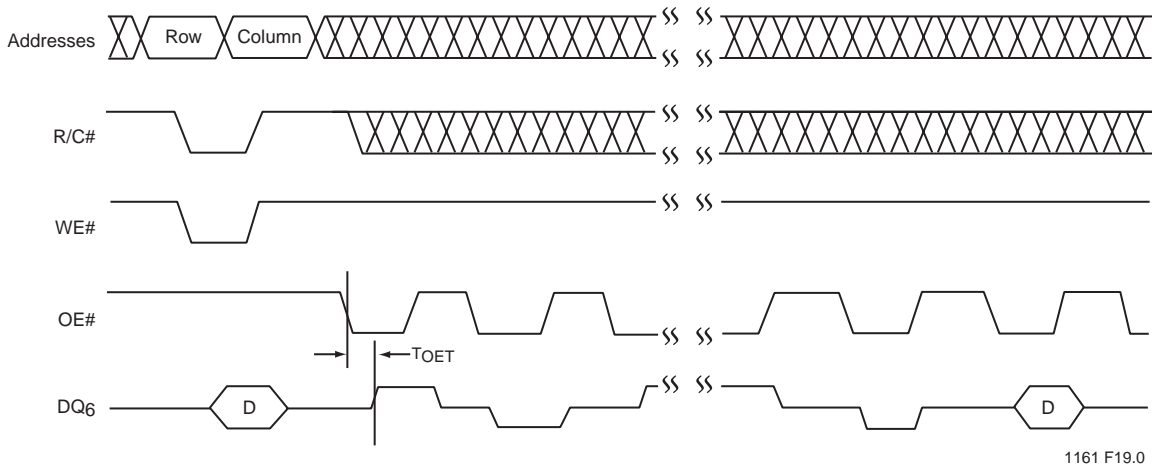 Addresses
Row
Column
R/C#
WE#
OE#
TOET
DQ6
D
D
1161 F19.0